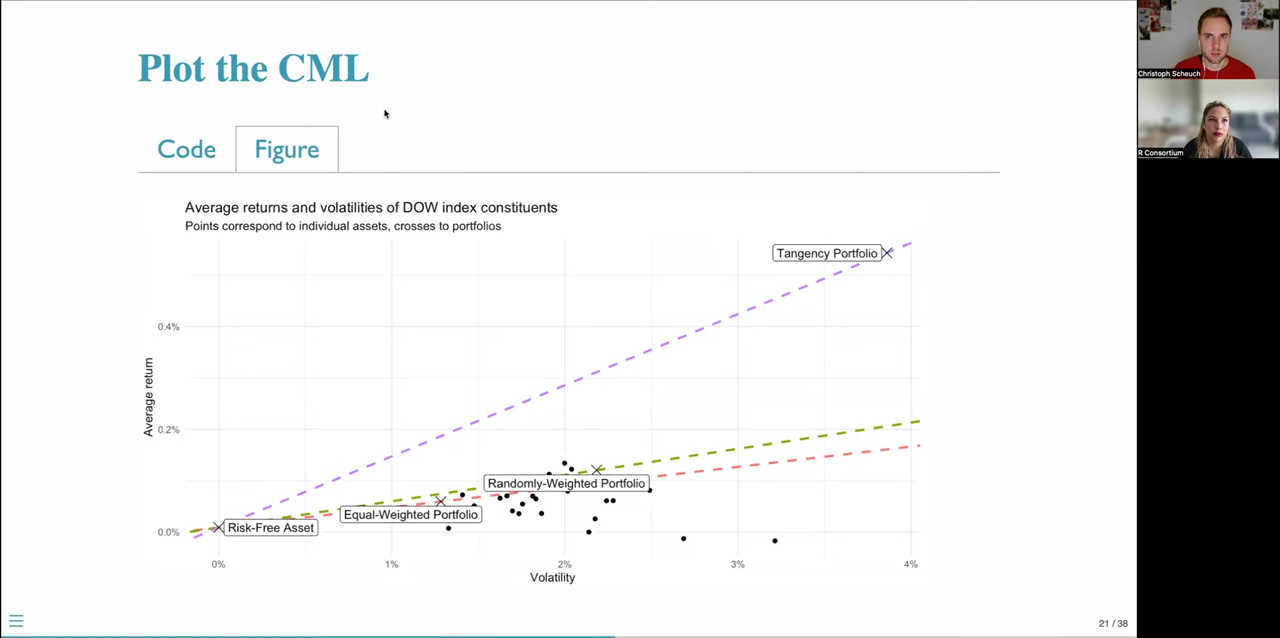 Plot the CML
Code
Figure
Average returns and volatilities of DOW index constituents
Points correspond to individual assets, crosses to portfolios
Tangency Portfolio
0.4%
Average return
0.2%
Randomly-Weighted Portfolio
Equal-Weighted Portfolio
Risk-Free Asset
0.0%
0%
1%
2%
3%
4%
Volatility
21 / 38
Christoph Scheuch
R Consortium